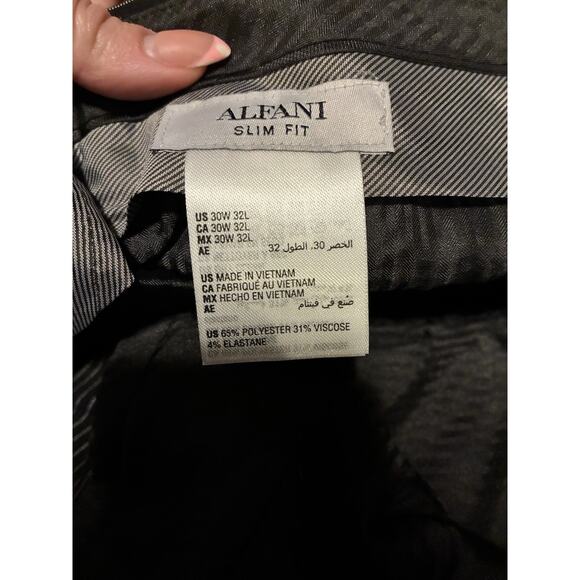 ALFANI
SLIM FIT
US 30W 32L
CA 30W 32L
MX 30W 32L
AE الخصر 30، الطول 32
US MADE IN VIETNAM
CA FABRIQUÉ AU VIETNAM
MX HECHO EN VIETNAM
AE صُنع في فيتنام
US 65% POLYESTER 31% VISCOSE
4% ELASTANE